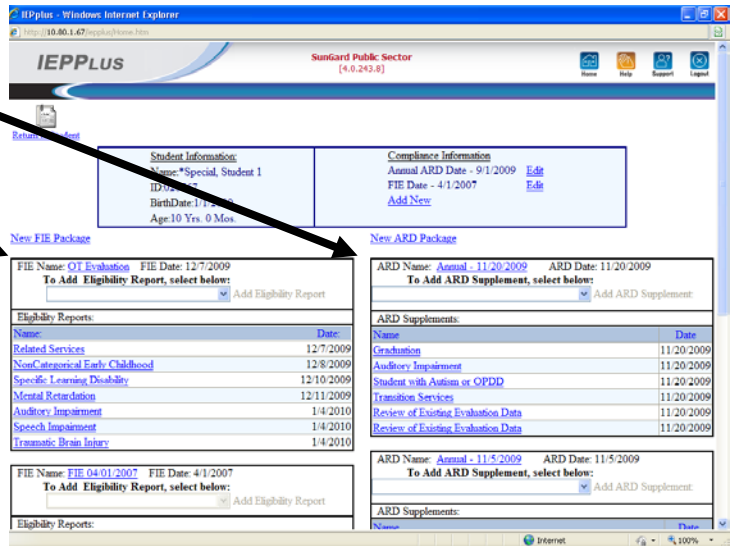 IEPplus - Windows Internet Explorer
http://10.80.1.67/iepplus/Home.htm
IEPPLUS
SunGard Public Sector
[4.0.243.8]
Home Help Support Logout
Student Information:
Name:*Special, Student 1
BirthDate:1/1/
Age:10 Yrs. 0 Mos.
Compliance Information
Annual ARD Date - 9/1/2009 Edit
FIE Date - 4/1/2007 Edit
Add New
New FIE Package
FIE Name: OT Evaluation FIE Date: 12/7/2009
To Add Eligibility Report, select below:
Add Eligibility Report
Eligibility Reports:
Name: Date:
Related Services 12/7/2009
NonCategorical Early Childhood 12/8/2009
Specific Learning Disability 12/10/2009
Mental Retardation 12/11/2009
Auditory Impairment 1/4/2010
Speech Impairment 1/4/2010
Traumatic Brain Injury 1/4/2010
FIE Name: FIE 04/01/2007 FIE Date: 4/1/2007
To Add Eligibility Report, select below:
Add Eligibility Report
Eligibility Reports:
New ARD Package
ARD Name: Annual - 11/20/2009 ARD Date: 11/20/2009
To Add ARD Supplement, select below:
Add ARD Supplement
ARD Supplements:
Name Date
Graduation 11/20/2009
Auditory Impairment 11/20/2009
Student with Autism or OPDD 11/20/2009
Transition Services 11/20/2009
Review of Existing Evaluation Data 11/20/2009
Review of Existing Evaluation Data 11/20/2009
ARD Name: Annual - 11/5/2009 ARD Date: 11/5/2009
To Add ARD Supplement, select below:
Add ARD Supplement
ARD Supplements:
Name Date
Internet 100%